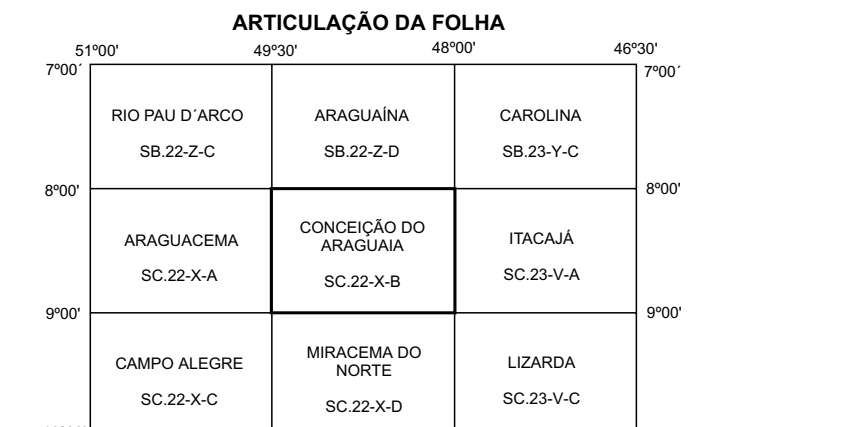 ARTICULAÇÃO DA FOLHA
51º00' 49º30' 48º00' 46º30'
7º00´ 7º00´
RIO PAU D´ARCO ARAGUAÍNA CAROLINA
SB.22-Z-C SB.22-Z-D SB.23-Y-C
8º00' 8º00'
ARAGUACEMA CONCEIÇÃO DO ARAGUAIA ITACAJÁ
SC.22-X-A SC.22-X-B SC.23-V-A
9º00' 9º00'
CAMPO ALEGRE MIRACEMA DO NORTE LIZARDA
SC.22-X-C SC.22-X-D SC.23-V-C